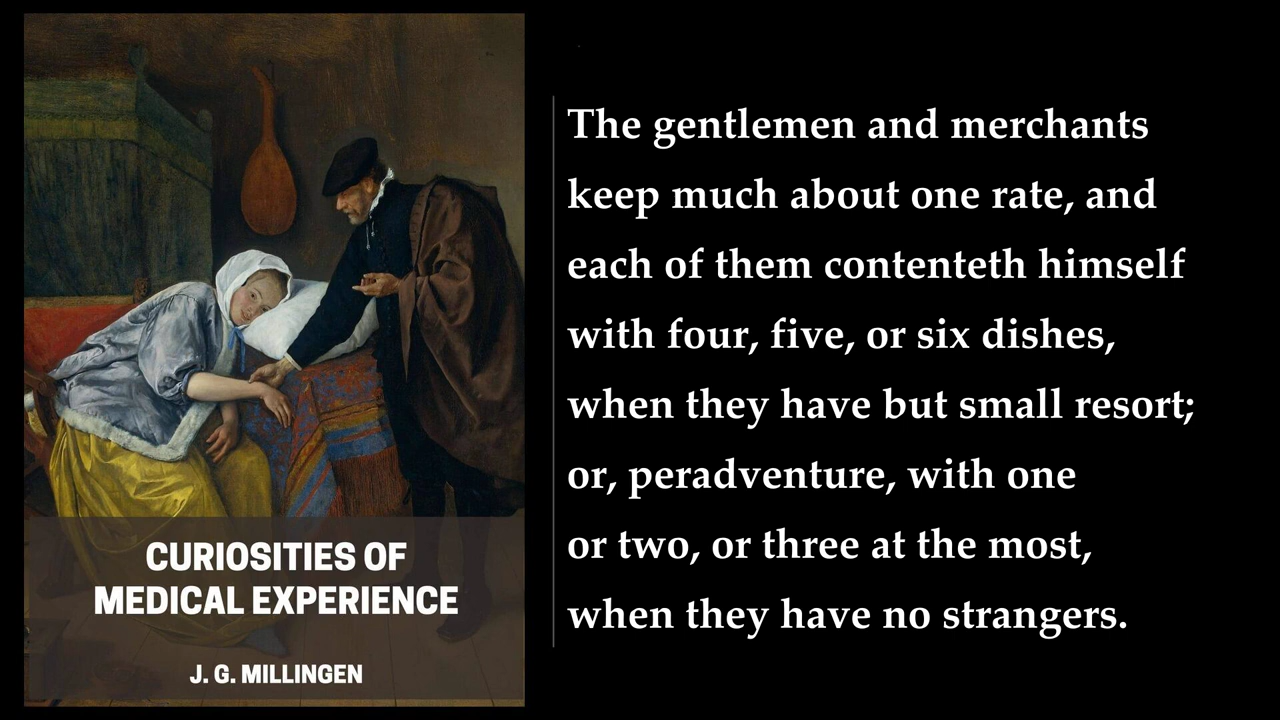 CURIOSITIES OF
MEDICAL EXPERIENCE
J. G. MILLINGEN
The gentlemen and merchants
keep much about one rate, and
each of them contenteth himself
with four, five, or six dishes,
when they have but small resort;
or, peradventure, with one
or two, or three at the most,
when they have no strangers.